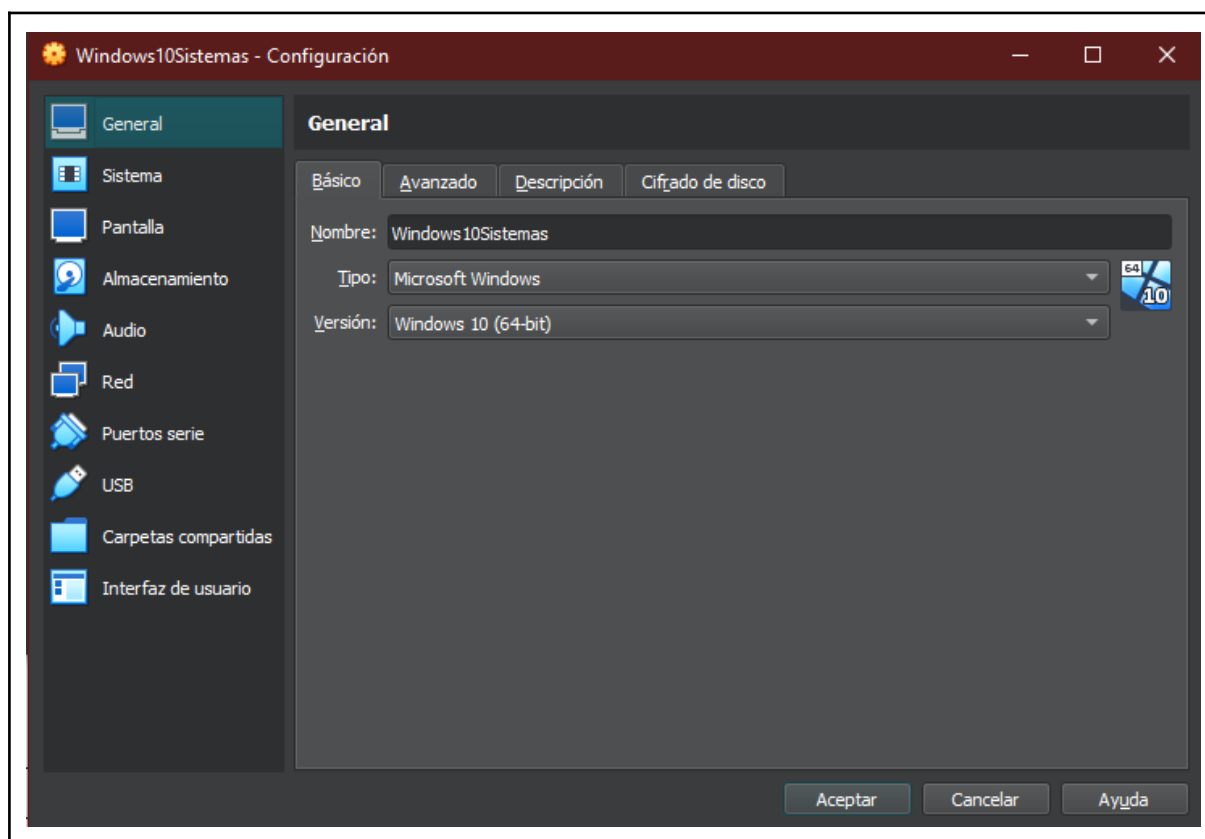 Windows10Sistemas - Configuración
General
Sistema
Pantalla
Almacenamiento
Audio
Red
Puertos serie
USB
Carpetas compartidas
Interfaz de usuario
General
Básico Avanzado Descripción Cifrado de disco
Nombre: Windows10Sistemas
Tipo: Microsoft Windows
64
10
Versión: Windows 10 (64-bit)
Aceptar Cancelar Ayuda